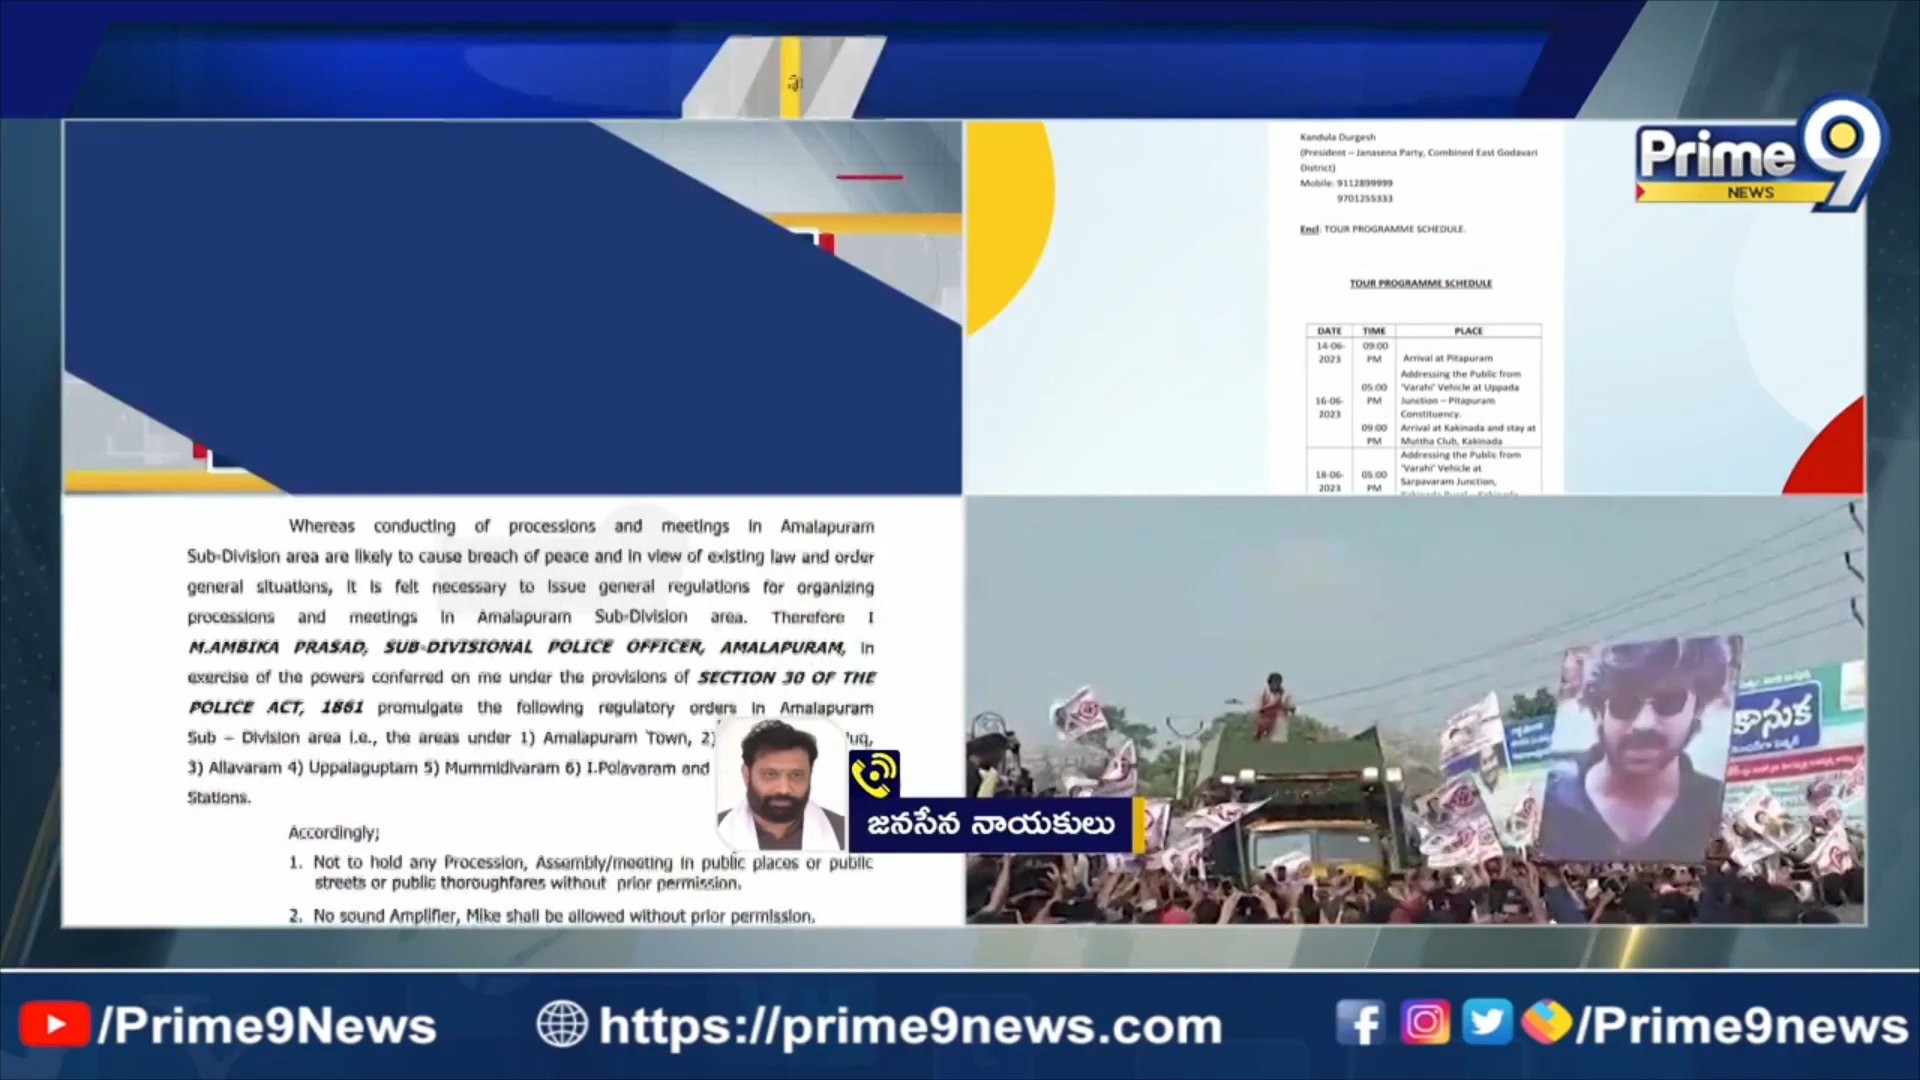 Prime9
NEWS
Kandula Durgesh
(President – Janasena Party, Combined East Godavari
District)
Mobile: 9112899999
9701255333
Encl: TOUR PROGRAMME SCHEDULE.
TOUR PROGRAMME SCHEDULE
DATE TIME PLACE
14-06-2023 09:00 PM Arrival at Pitapuram
16-06-2023 05:00 PM Addressing the Public from
'Varahi' Vehicle at Uppada
Junction – Pitapuram
Constituency.
09:00 PM Arrival at Kakinada and stay at
Muttha Club, Kakinada
18-06-2023 05:00 PM Addressing the Public from
'Varahi' Vehicle at
Sarpavaram Junction,
Whereas conducting of processions and meetings in Amalapuram
Sub-Division area are likely to cause breach of peace and in view of existing law and order
general situations, it is felt necessary to issue general regulations for organizing
processions and meetings in Amalapuram Sub-Division area. Therefore I
M.AMBIKA PRASAD, SUB-DIVISIONAL POLICE OFFICER, AMALAPURAM, in
exercise of the powers conferred on me under the provisions of SECTION 30 OF THE
POLICE ACT, 1861 promulgate the following regulatory orders in Amalapuram
Sub – Division area i.e., the areas under 1) Amalapuram Town, 2)
3) Allavaram 4) Uppalaguptam 5) Mummidivaram 6) I.Polavaram and
Stations.
Accordingly;
1. Not to hold any Procession, Assembly/meeting in public places or public
streets or public thoroughfares without prior permission.
2. No sound Amplifier, Mike shall be allowed without prior permission.
జనసేన నాయకులు
కానుక
/Prime9News
https://prime9news.com
/Prime9news